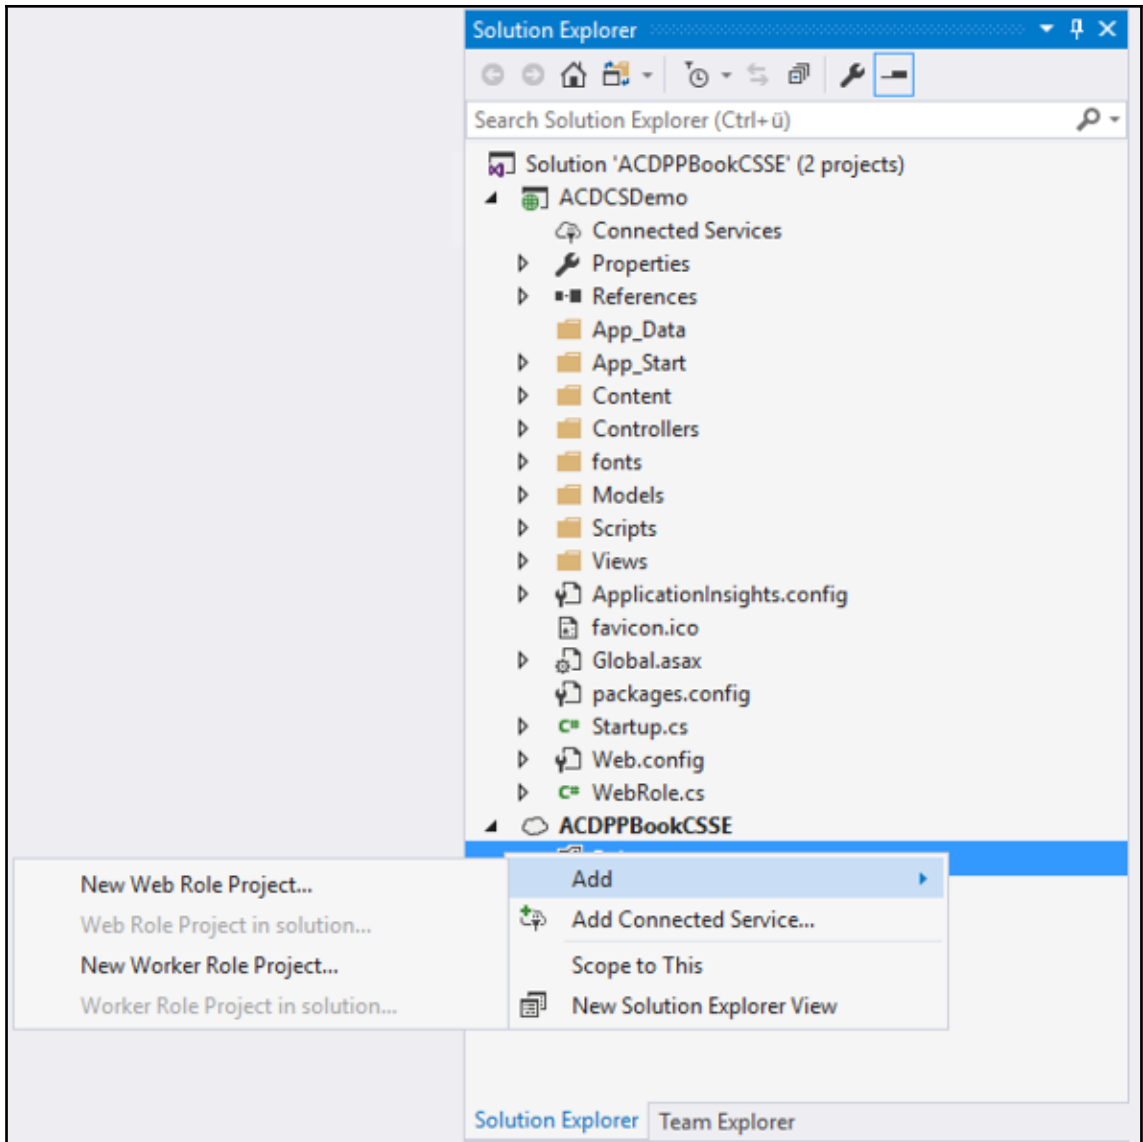 Solution Explorer
Search Solution Explorer (Ctrl+ü)
Solution 'ACDPPBookCSSE' (2 projects)
ACDCSDemo
Connected Services
Properties
References
App_Data
App_Start
Content
Controllers
fonts
Models
Scripts
Views
ApplicationInsights.config
favicon.ico
Global.asax
packages.config
C# Startup.cs
Web.config
C# WebRole.cs
ACDPPBookCSSE
Add
Add Connected Service...
Scope to This
New Solution Explorer View
New Web Role Project...
Web Role Project in solution...
New Worker Role Project...
Worker Role Project in solution...
Solution Explorer Team Explorer